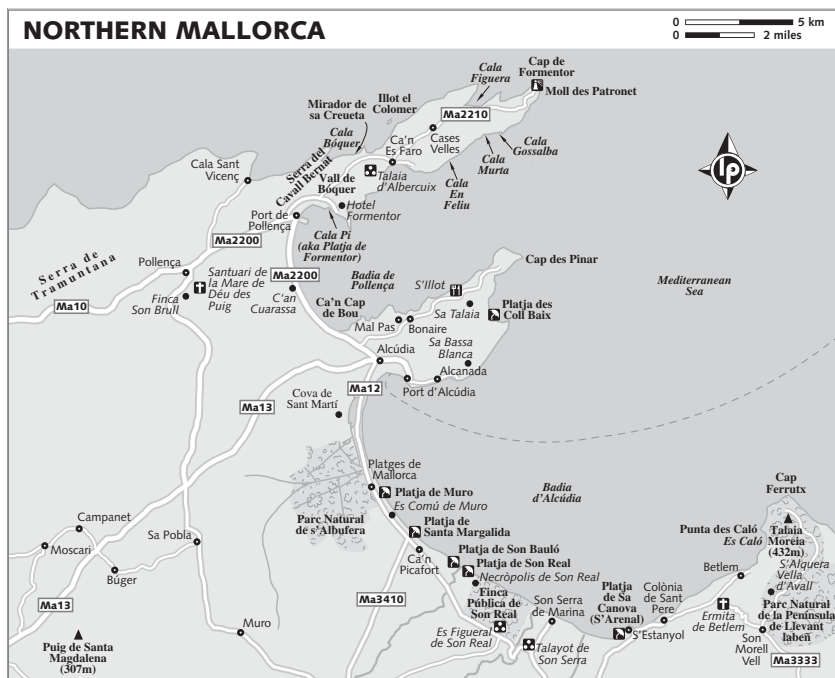 NORTHERN MALLORCA
0 5 km
0 2 miles
Cap de
Formentor
Moll des Patronet
Cala
Figuera
Illot el
Colomer
Ma2210
Mirador de
sa Creueta
Cala
Bóquer
Ca'n
Es Faro
Cases
Velles
Cala
Gossalba
Cala
Murta
Cala
En
Feliu
lp
Cala Sant
Vicenç
Serra del
Cavall Bernat
Vall de
Bóquer
Talaia
d'Albercuix
Hotel
Formentor
Port de
Pollença
Cala Pi
(aka Platja de
Formentor)
Ma2200
Serra de
Tramuntana
Pollença
Ma10
Finca
Son Brull
Santuari de
la Mare de
Déu des
Puig
Ma2200
C'an
Cuarassa
Badia de
Pollença
Ca'n Cap
de Bou
S'Illot
Cap des Pinar
Mediterranean
Sea
Sa Talaia
Platja des
Coll Baix
Mal Pas
Bonaire
Sa Bassa
Blanca
Alcúdia
Alcanada
Port d'Alcúdia
Ma12
Ma13
Cova de
Sant Martí
Platges de
Mallorca
Platja de Muro
Es Comú de Muro
Parc Natural
de s'Albufera
Platja de
Santa Margalida
Badia
d'Alcúdia
Ca'n
Picafort
Platja de Son Bauló
Platja de Son Real
Necròpolis de Son Real
Finca
Pública de
Son Real
Es Figueral
de Son Real
Ma3410
Campanet
Moscari
Búger
Sa Pobla
Muro
Ma13
Puig de Santa
Magdalena
(307m)
Son Serra
de Marina
Talayot de
Son Serra
Platja
de Sa
Canova
(S'Arenal)
S'Estanyol
Colònia
de Sant
Pere
Betlem
Ermita
de Betlem
Punta des Caló
Es Caló
Cap
Ferrutx
Talaia
Moreia
(432m)
S'Alquera
Vella
d'Avall
Parc Natural
de la Península
de Llevant
labeñ
Son
Morell
Vell
Ma3333